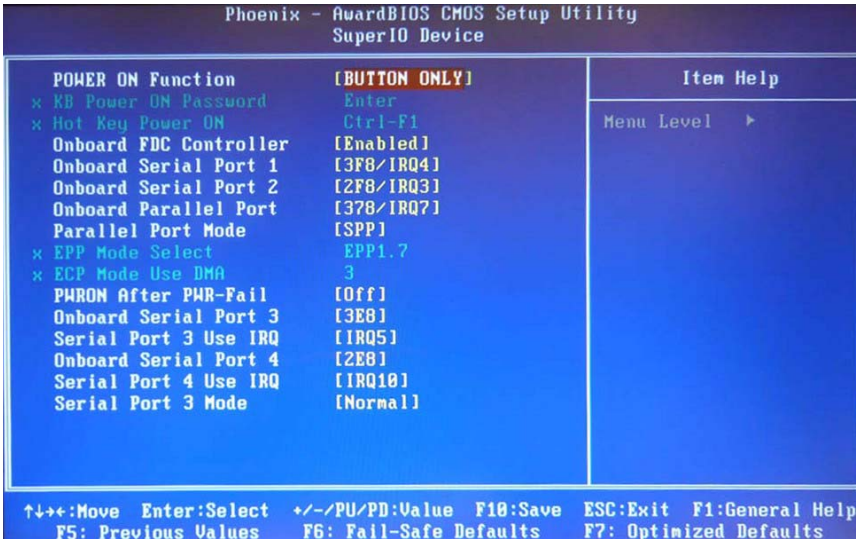 Phoenix - AwardBIOS CMOS Setup Utility
SuperIO Device
POWER ON Function [BUTTON ONLY]
x KB Power ON Password Enter
x Hot Key Power ON Ctrl-F1
Onboard FDC Controller [Enabled]
Onboard Serial Port 1 [3F8/IRQ4]
Onboard Serial Port 2 [2F8/IRQ3]
Onboard Parallel Port [378/IRQ7]
Parallel Port Mode [SPP]
x EPP Mode Select EPP1.7
x ECP Mode Use DMA 3
PWRON After PWR-Fail [Off]
Onboard Serial Port 3 [3E8]
Serial Port 3 Use IRQ [IRQ5]
Onboard Serial Port 4 [2E8]
Serial Port 4 Use IRQ [IRQ10]
Serial Port 3 Mode [Normal]
Item Help
Menu Level ▶
↑↓→←:Move Enter:Select +/-/PU/PD:Value F10:Save ESC:Exit F1:General Help
F5: Previous Values F6: Fail-Safe Defaults F7: Optimized Defaults